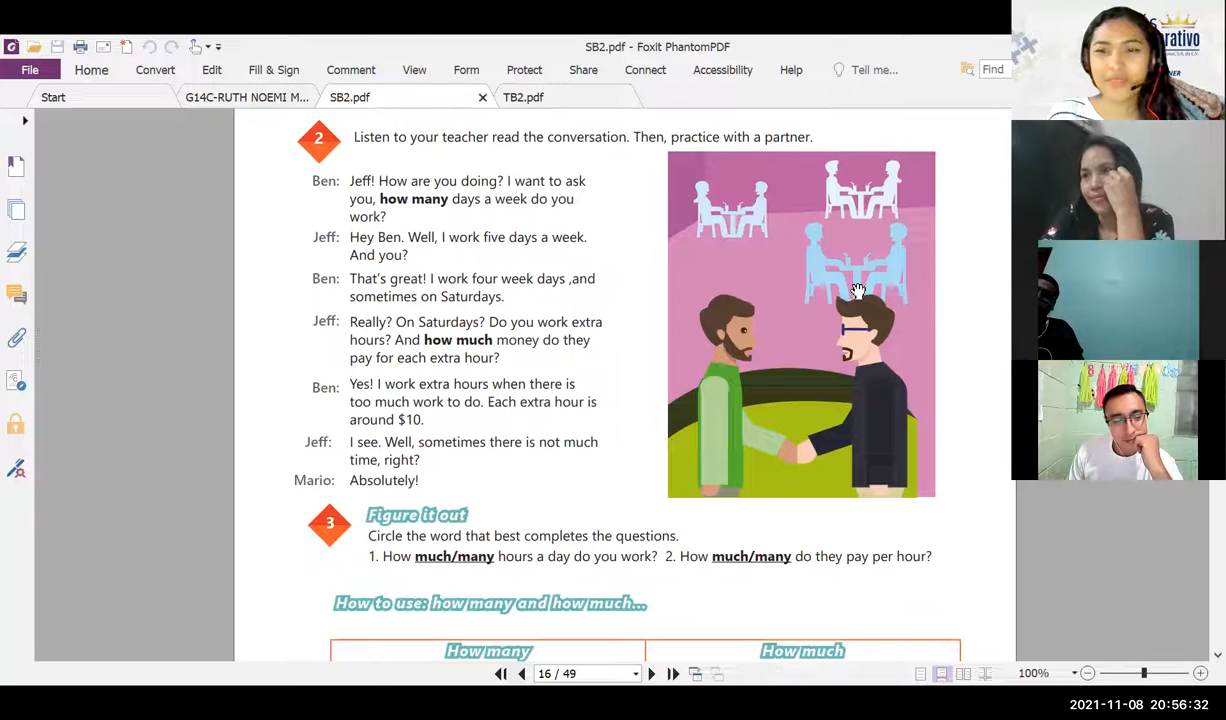 SB2.pdf - Foxit PhantomPDF
File Home Convert Edit Fill & Sign Comment View Form Protect Share Connect Accessibility Help Tell me... Find
Start G14C-RUTH NOEMI M... SB2.pdf TB2.pdf
2 Listen to your teacher read the conversation. Then, practice with a partner.
Ben: Jeff! How are you doing? I want to ask
you, how many days a week do you
work?
Jeff: Hey Ben. Well, I work five days a week.
And you?
Ben: That's great! I work four week days ,and
sometimes on Saturdays.
Jeff: Really? On Saturdays? Do you work extra
hours? And how much money do they
pay for each extra hour?
Ben: Yes! I work extra hours when there is
too much work to do. Each extra hour is
around $10.
Jeff: I see. Well, sometimes there is not much
time, right?
Mario: Absolutely!
3 Figure it out
Circle the word that best completes the questions.
1. How much/many hours a day do you work? 2. How much/many do they pay per hour?
How to use: how many and how much...
How many How much
16 / 49
100%
2021-11-08 20:56:32